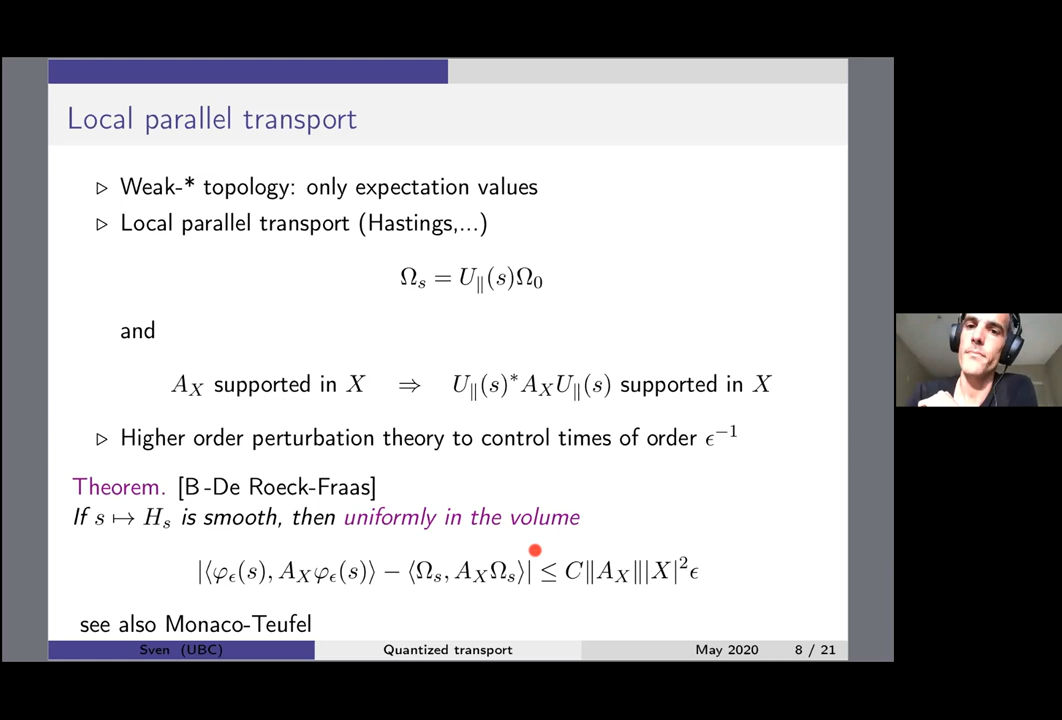 Local parallel transport
▷ Weak-* topology: only expectation values
▷ Local parallel transport (Hastings,...)
Ω_s = U_∥(s)Ω_0
and
A_X supported in X ⇒ U_∥(s)*A_X U_∥(s) supported in X
▷ Higher order perturbation theory to control times of order ϵ⁻¹
Theorem. [B-De Roeck-Fraas]
If s ↦ H_s is smooth, then uniformly in the volume
|⟨φ_ϵ(s), A_X φ_ϵ(s)⟩ − ⟨Ω_s, A_X Ω_s⟩| ≤ C‖A_X‖|X|²ϵ
see also Monaco-Teufel
Sven (UBC) Quantized transport May 2020 8 / 21